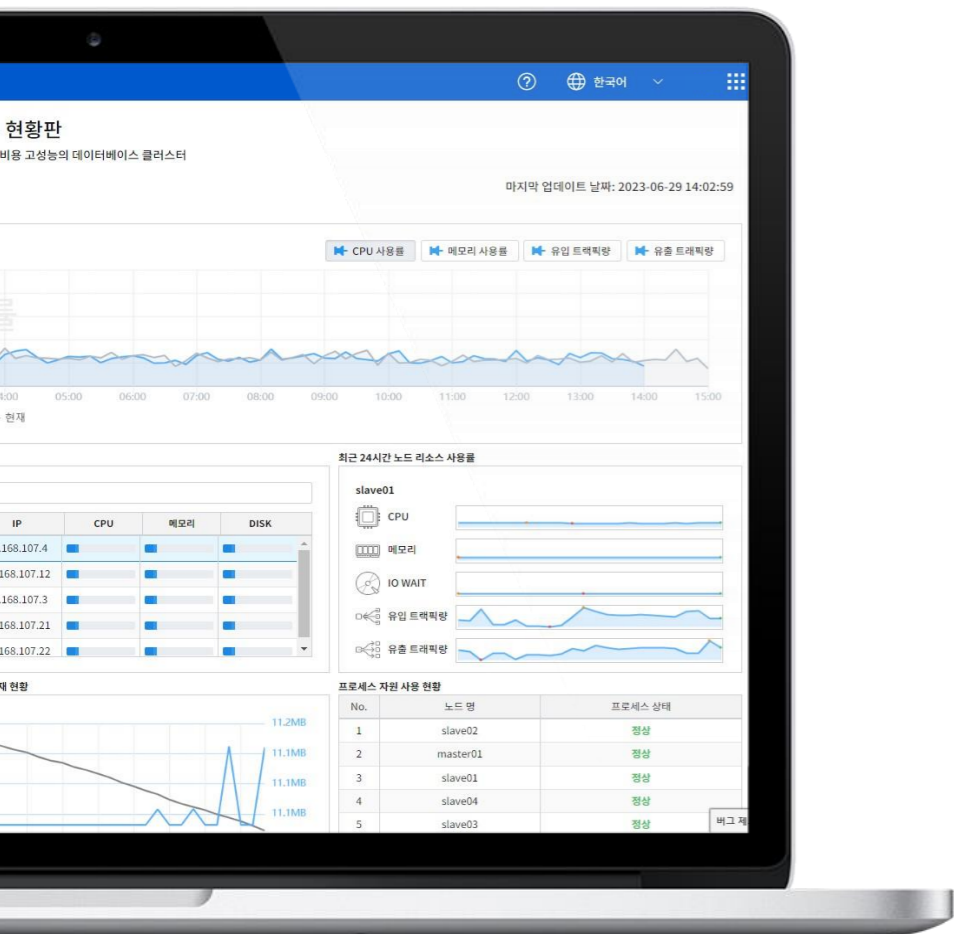 한국어
현황판
비용 고성능의 데이터베이스 클러스터
마지막 업데이트 날짜: 2023-06-29 14:02:59
CPU 사용률 메모리 사용률 유입 트랙픽량 유출 트래픽량
05:00 06:00 07:00 08:00 09:00 10:00 11:00 12:00 13:00 14:00 15:00
현재
최근 24시간 노드 리소스 사용률
slave01
CPU
메모리
IO WAIT
유입 트랙픽량
유출 트래픽량
IP CPU 메모리 DISK
.168.107.4
168.107.12
.168.107.3
168.107.21
168.107.22
재 현황
11.2MB
11.1MB
11.1MB
11.1MB
프로세스 자원 사용 현황
No. 노드 명 프로세스 상태
1 slave02 정상
2 master01 정상
3 slave01 정상
4 slave04 정상
5 slave03 정상
버그 제